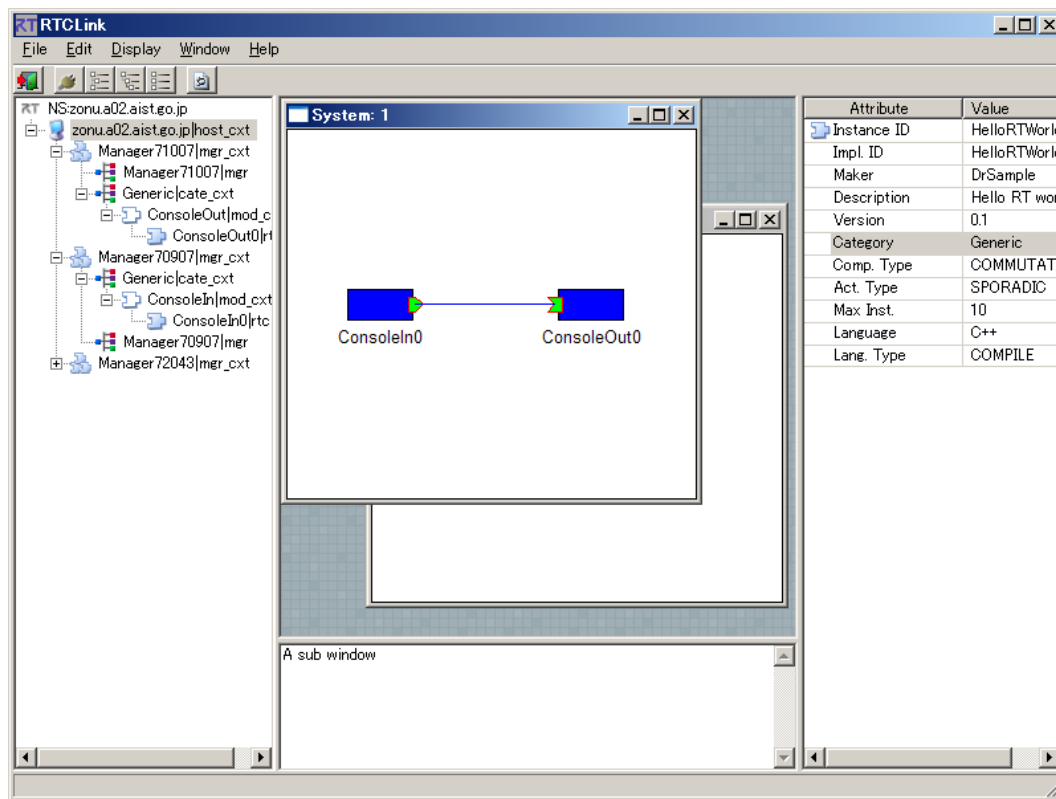 RT RTCLink
File Edit Display Window Help
RT NS:zonu.a02.aist.go.jp
zonu.a02.aist.go.jp|host_cxt
Manager71007|mgr_cxt
Manager71007|mgr
Generic|cate_cxt
ConsoleOut|mod_c
ConsoleOut0|rt
Manager70907|mgr_cxt
Generic|cate_cxt
ConsoleIn|mod_cxt
ConsoleIn0|rtc
Manager70907|mgr
Manager72043|mgr_cxt
System: 1
ConsoleIn0 ConsoleOut0
A sub window
Attribute Value
Instance ID HelloRTWorl
Impl. ID HelloRTWorl
Maker DrSample
Description Hello RT wor
Version 0.1
Category Generic
Comp. Type COMMUTAT
Act. Type SPORADIC
Max Inst. 10
Language C++
Lang. Type COMPILE